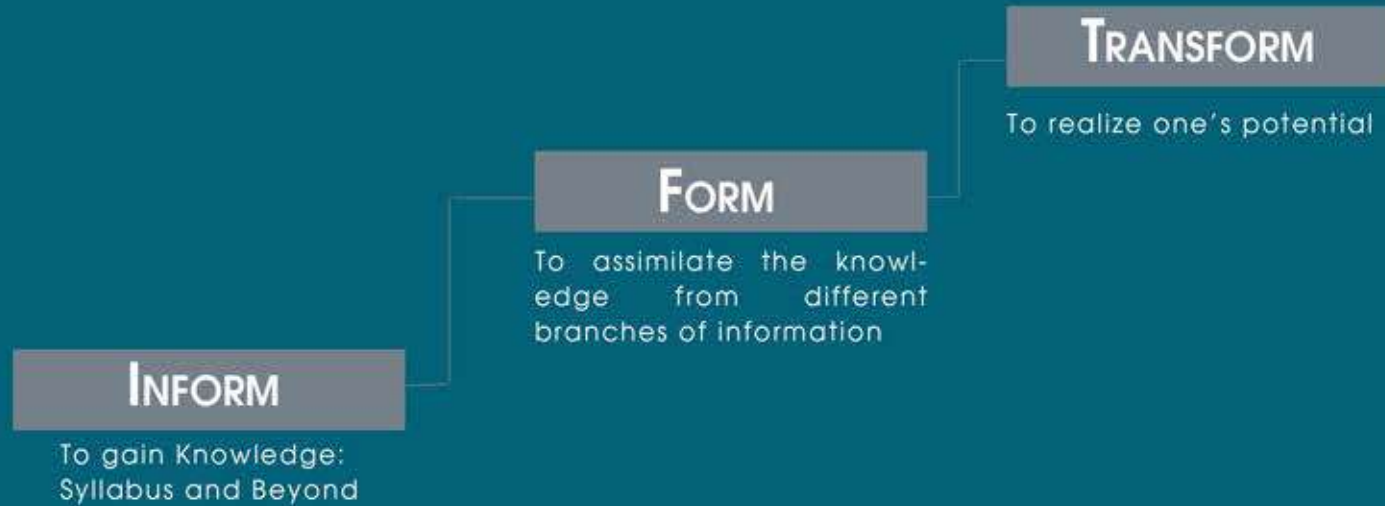 TRANSFORM
To realize one's potential
FORM
To assimilate the knowl-
edge from different
branches of information
INFORM
To gain Knowledge:
Syllabus and Beyond